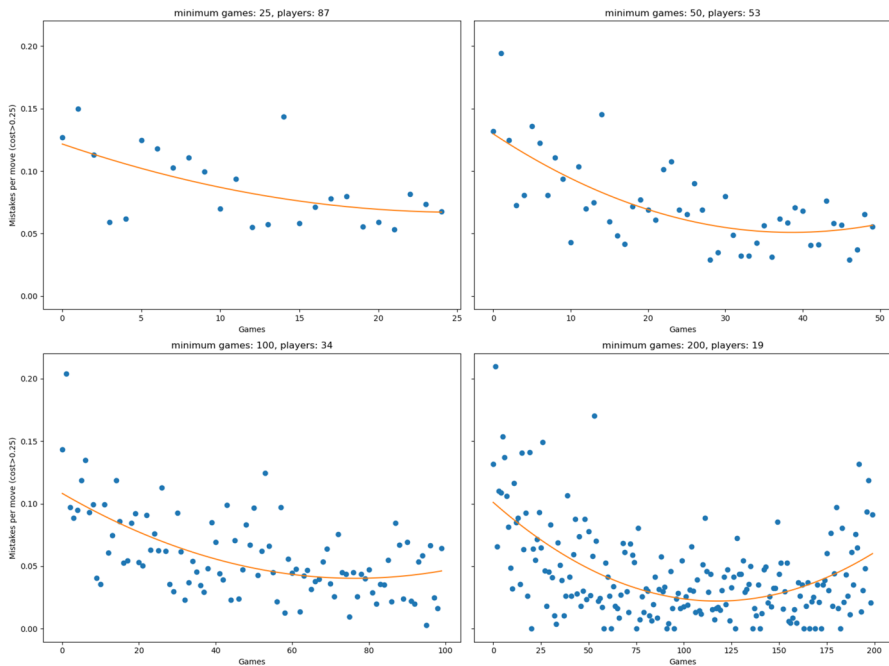 minimum games: 25, players: 87
Mistakes per move (cost>0.25)
0.20
0.15
0.10
0.05
0.00
0 5 10 15 20 25
Games
minimum games: 50, players: 53
0 10 20 30 40 50
Games
minimum games: 100, players: 34
Mistakes per move (cost>0.25)
0.20
0.15
0.10
0.05
0.00
0 20 40 60 80 100
Games
minimum games: 200, players: 19
0 25 50 75 100 125 150 175 200
Games